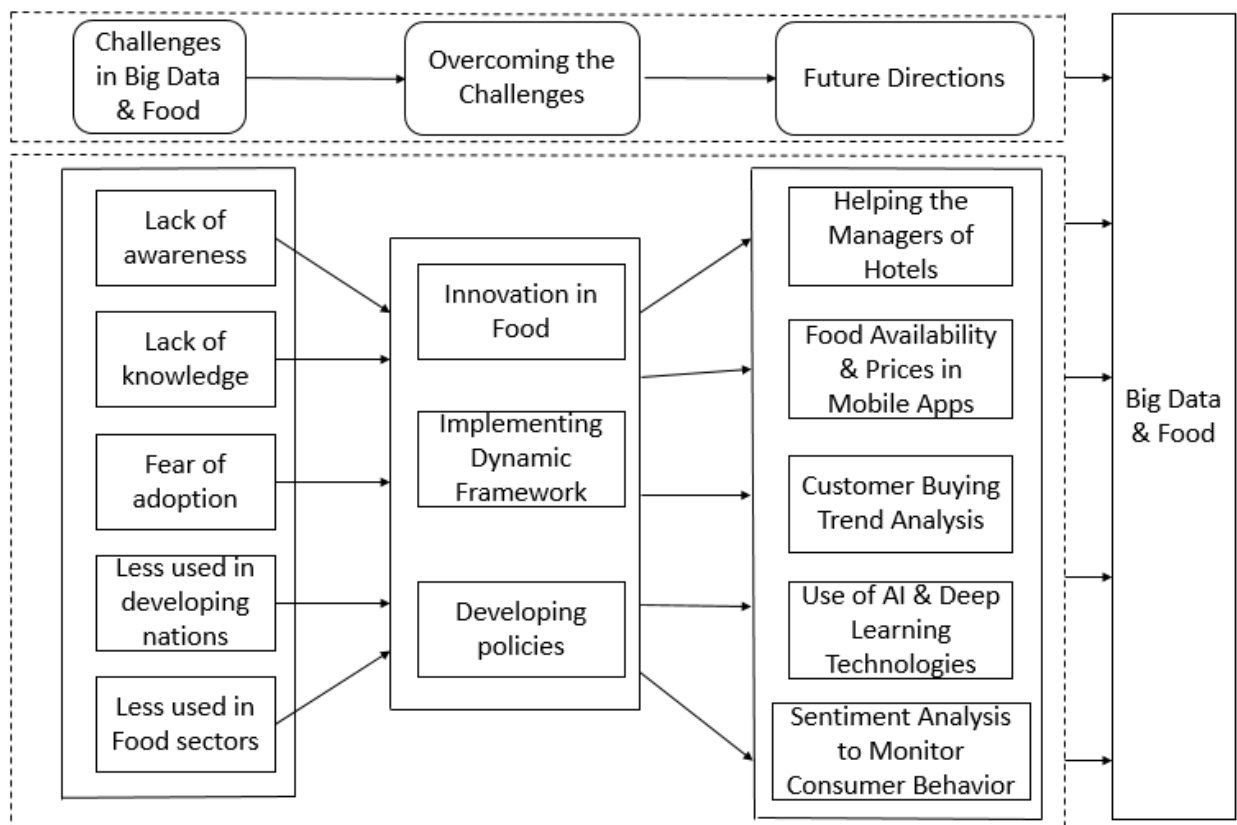 Challenges
in Big Data
& Food
Overcoming the
Challenges
Future Directions
Lack of
awareness
Lack of
knowledge
Fear of
adoption
Less used in
developing
nations
Less used in
Food sectors
Innovation in
Food
Implementing
Dynamic
Framework
Developing
policies
Helping the
Managers of
Hotels
Food Availability
& Prices in
Mobile Apps
Customer Buying
Trend Analysis
Use of AI & Deep
Learning
Technologies
Sentiment Analysis
to Monitor
Consumer Behavior
Big Data
& Food